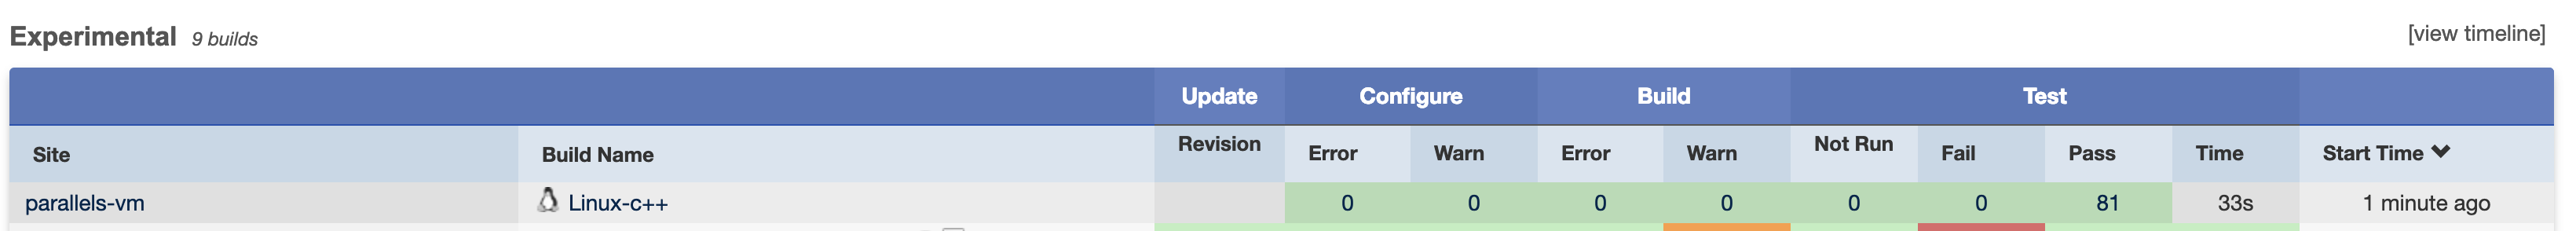 Experimental 9 builds [view timeline]
Update Configure Build Test
Site Build Name Revision Error Warn Error Warn Not Run Fail Pass Time Start Time
parallels-vm Linux-c++ 0 0 0 0 0 0 81 33s 1 minute ago